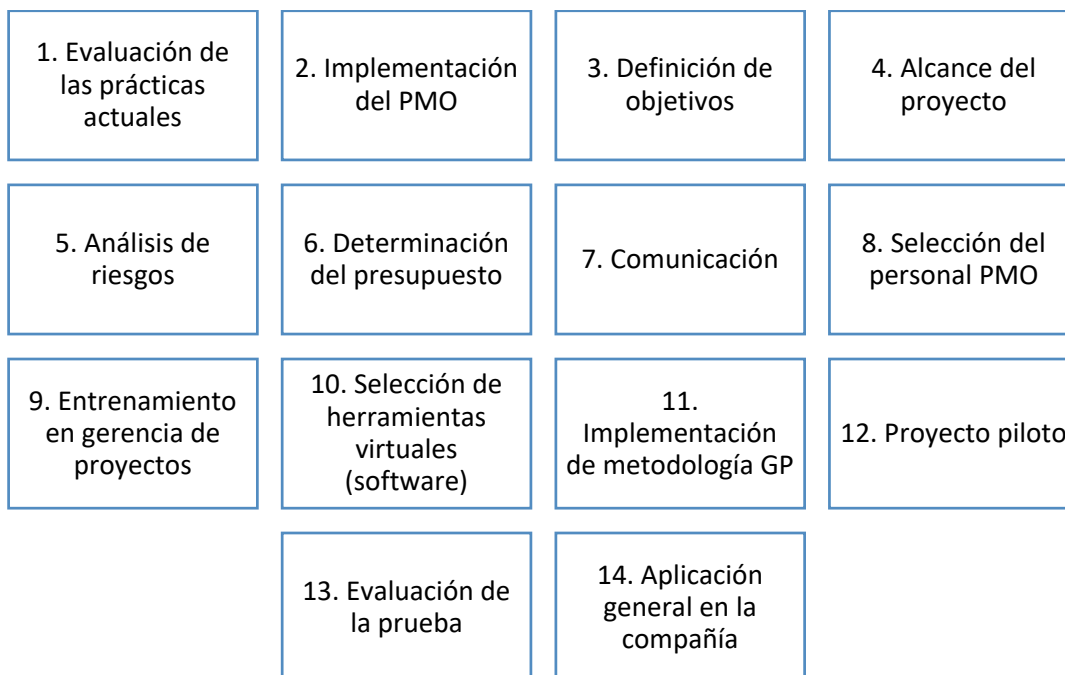 1. Evaluación de
las prácticas
actuales
2. Implementación
del PMO
3. Definición de
objetivos
4. Alcance del
proyecto
5. Análisis de
riesgos
6. Determinación
del presupuesto
7. Comunicación
8. Selección del
personal PMO
9. Entrenamiento
en gerencia de
proyectos
10. Selección de
herramientas
virtuales
(software)
11.
Implementación
de metodología GP
12. Proyecto piloto
13. Evaluación de
la prueba
14. Aplicación
general en la
compañía